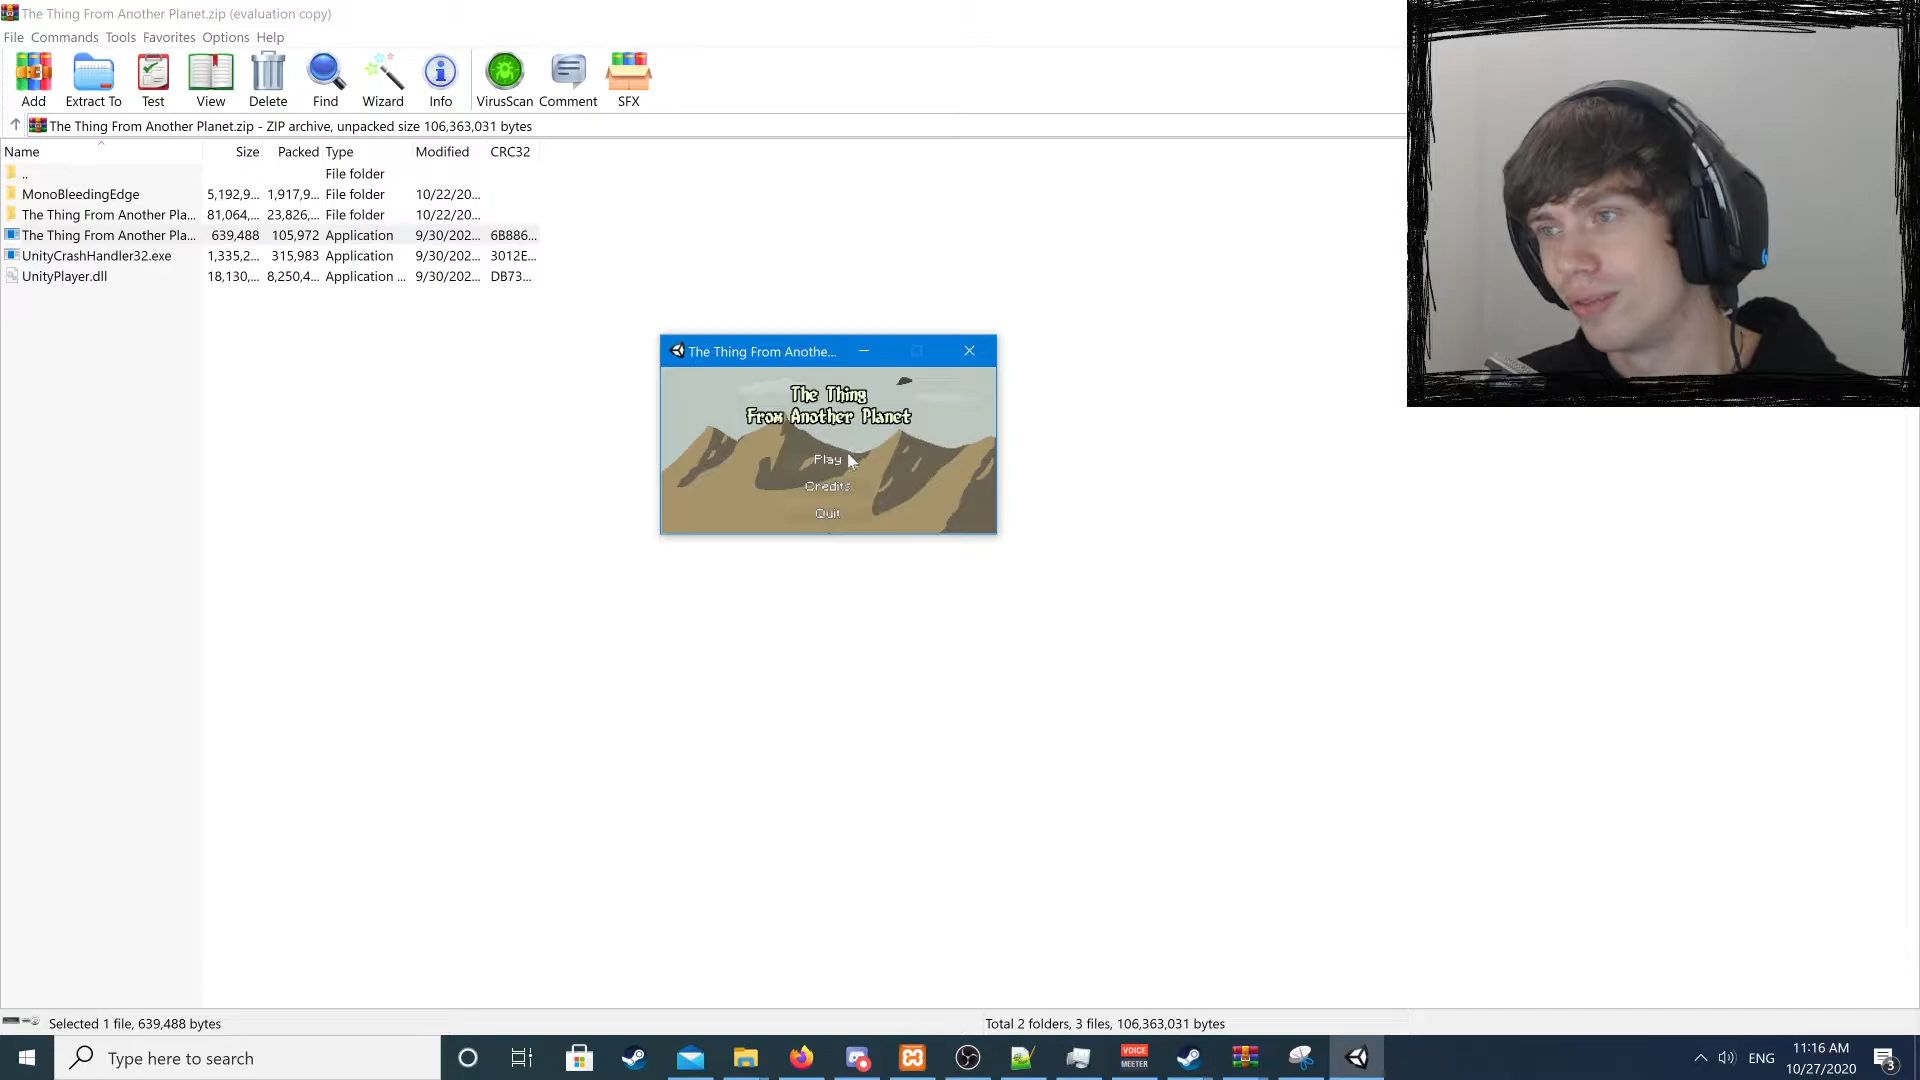 The Thing From Another Planet.zip (evaluation copy)
File Commands Tools Favorites Options Help
Add Extract To Test View Delete Find Wizard Info VirusScan Comment SFX
The Thing From Another Planet.zip - ZIP archive, unpacked size 106,363,031 bytes
Name Size Packed Type Modified CRC32
.. File folder
MonoBleedingEdge 5,192,9... 1,917,9... File folder 10/22/20...
The Thing From Another Pla... 81,064,... 23,826,... File folder 10/22/20...
The Thing From Another Pla... 639,488 105,972 Application 9/30/202... 6B886...
UnityCrashHandler32.exe 1,335,2... 315,983 Application 9/30/202... 3012E...
UnityPlayer.dll 18,130,... 8,250,4... Application ... 9/30/202... DB73...
The Thing From Anothe...
The Thing
From Another Planet
Play
Credits
Quit
Selected 1 file, 639,488 bytes
Total 2 folders, 3 files, 106,363,031 bytes
Type here to search
VOICE
MEETER
ENG
11:16 AM
10/27/2020
3